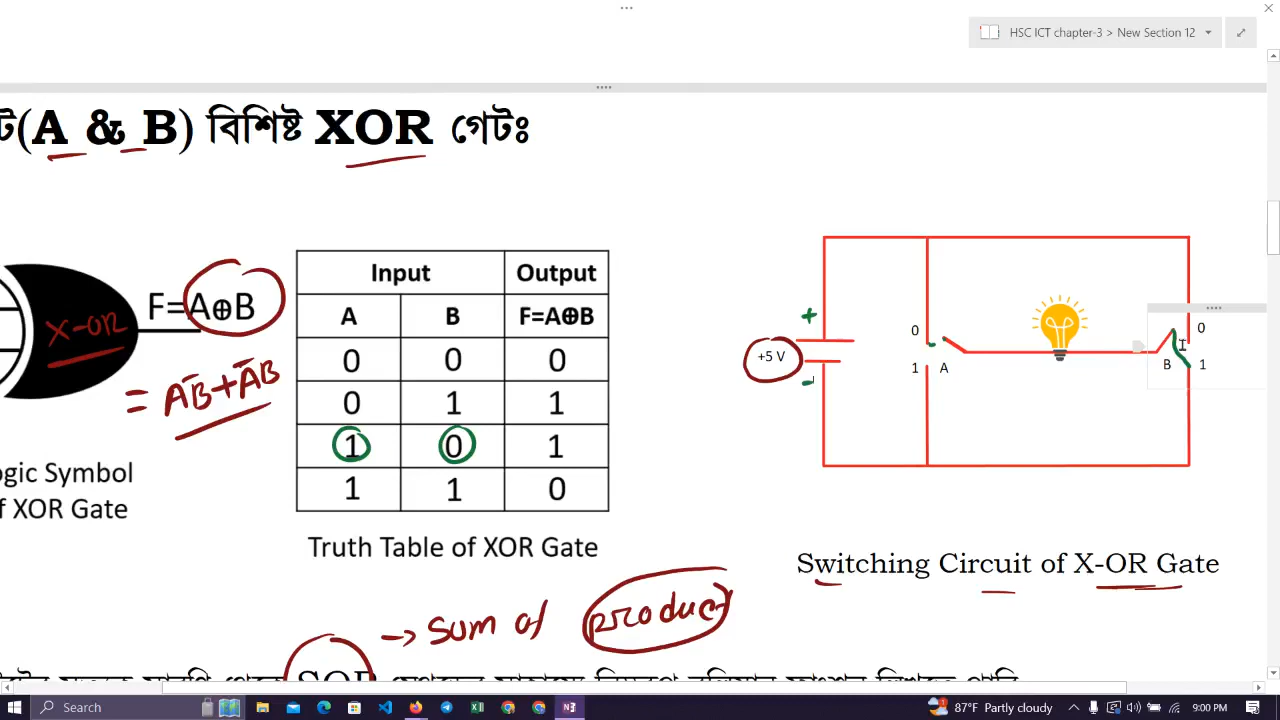 HSC ICT chapter-3 > New Section 12
(A & B) বিশিষ্ট XOR গেটঃ
X-OR
F=A⊕B
= AB̅+A̅B
ogic Symbol
f XOR Gate
Input Output
A B F=A⊕B
0 0 0
0 1 1
1 0 1
1 1 0
Truth Table of XOR Gate
+
+5 V
-
0
1 A
0
B 1
Switching Circuit of X-OR Gate
→ sum of product
SOP
Search
87°F Partly cloudy
9:00 PM